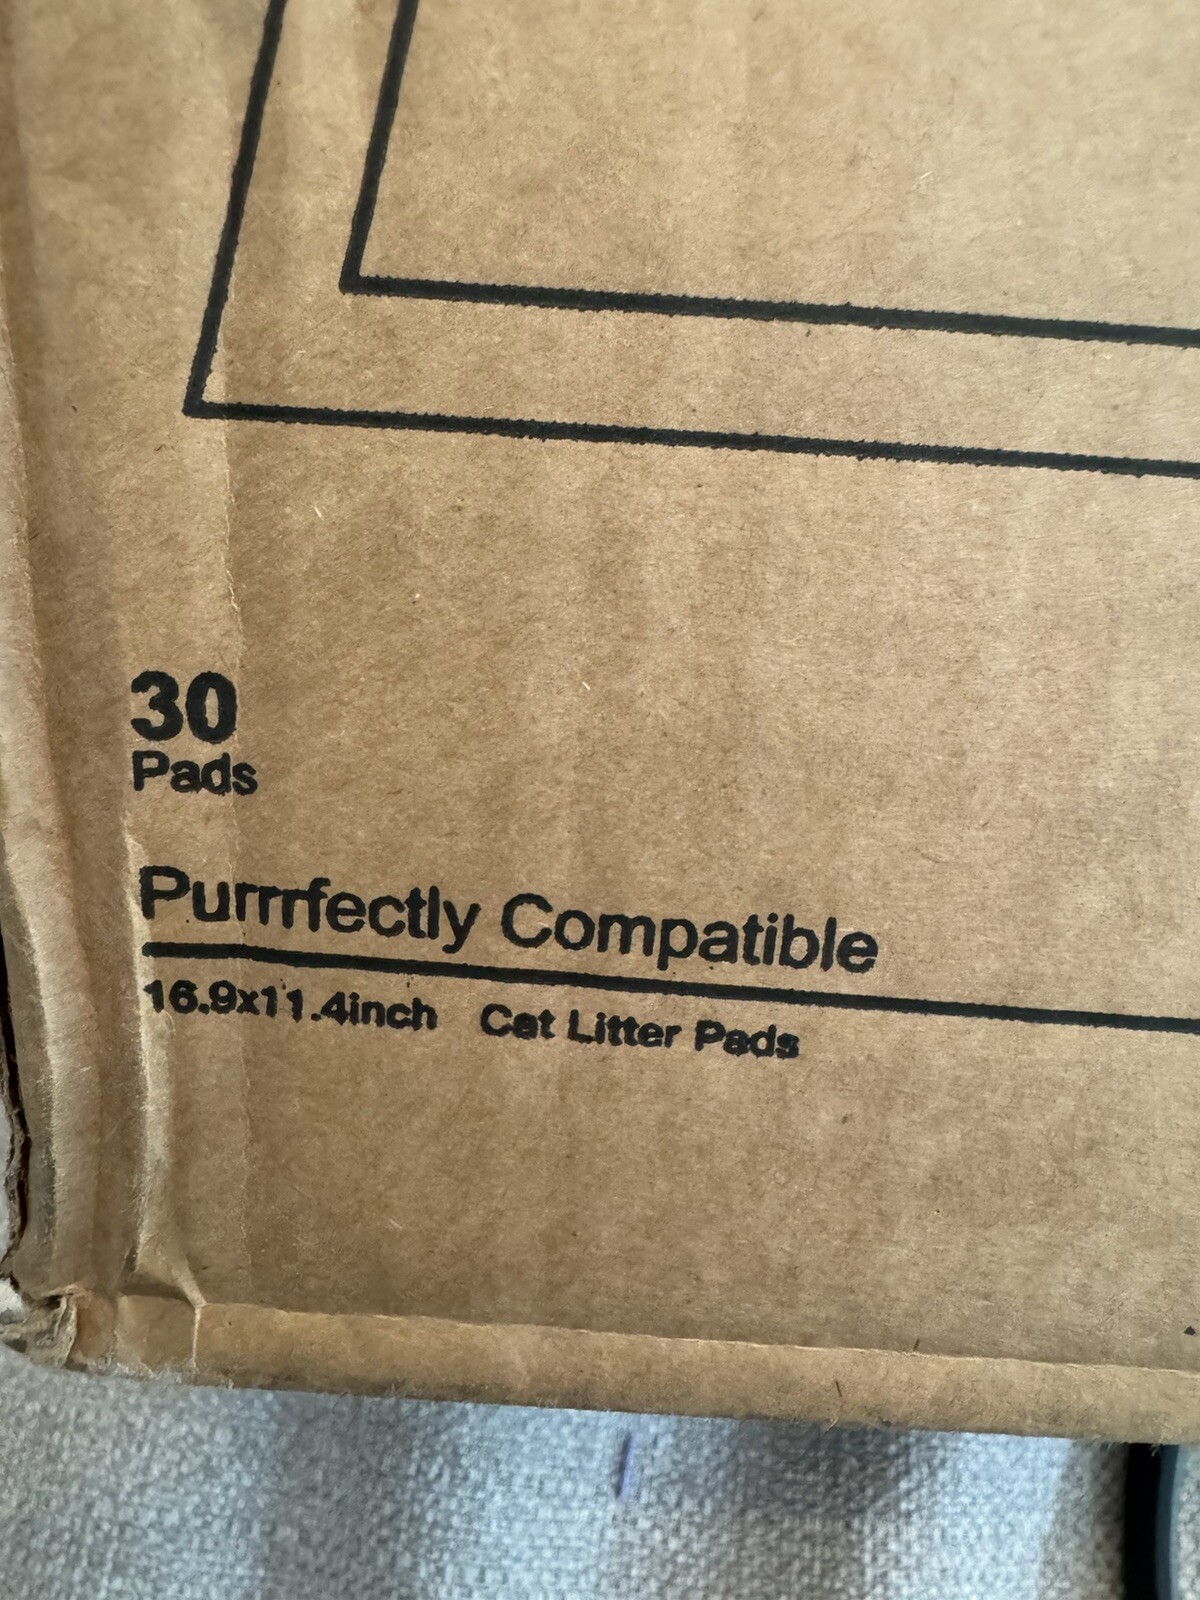 30
Pads
Purrrfectly Compatible
16.9x11.4inch Cat Litter Pads